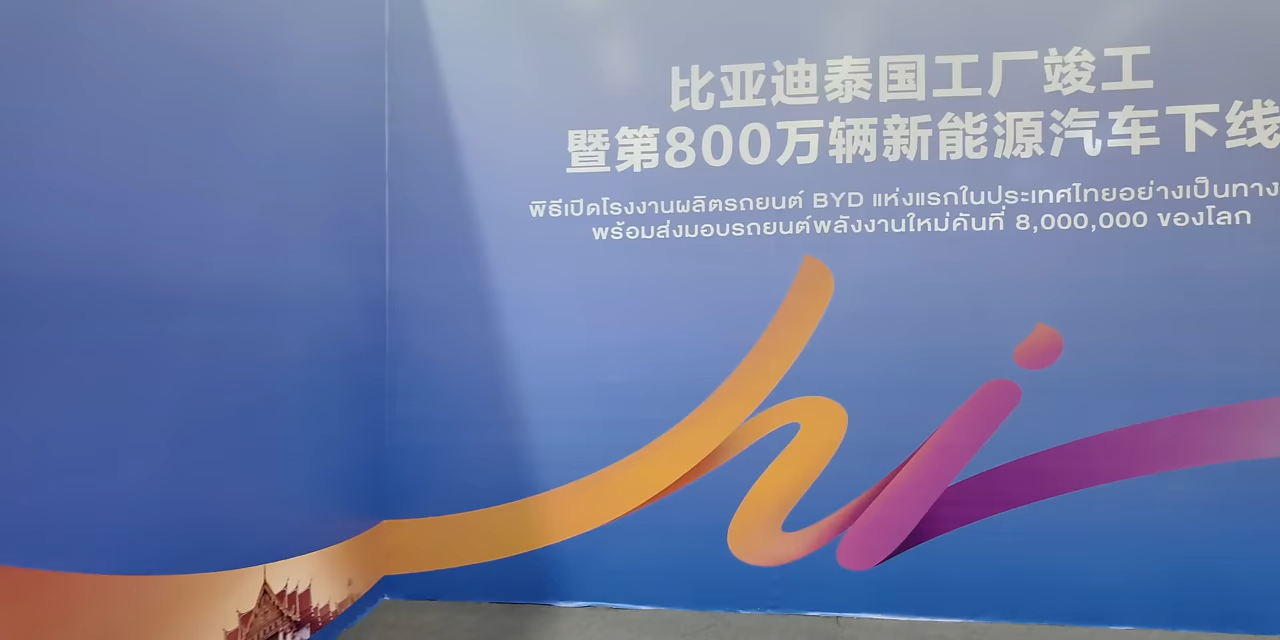 比亚迪泰国工厂竣工
暨第800万辆新能源汽车下线
พิธีเปิดโรงงานผลิตรถยนต์ BYD แห่งแรกในประเทศไทยอย่างเป็นทาง
พร้อมส่งมอบรถยนต์พลังงานใหม่คันที่ 8,000,000 ของโลก
hi